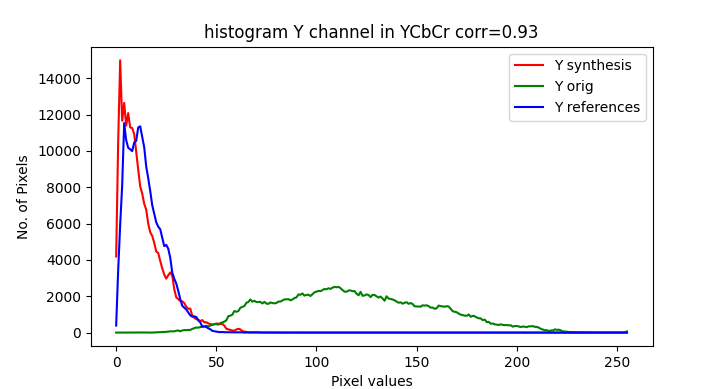 histogram Y channel in YCbCr corr=0.93
Y synthesis
Y orig
Y references
No. of Pixels
14000
12000
10000
8000
6000
4000
2000
0
0 50 100 150 200 250
Pixel values